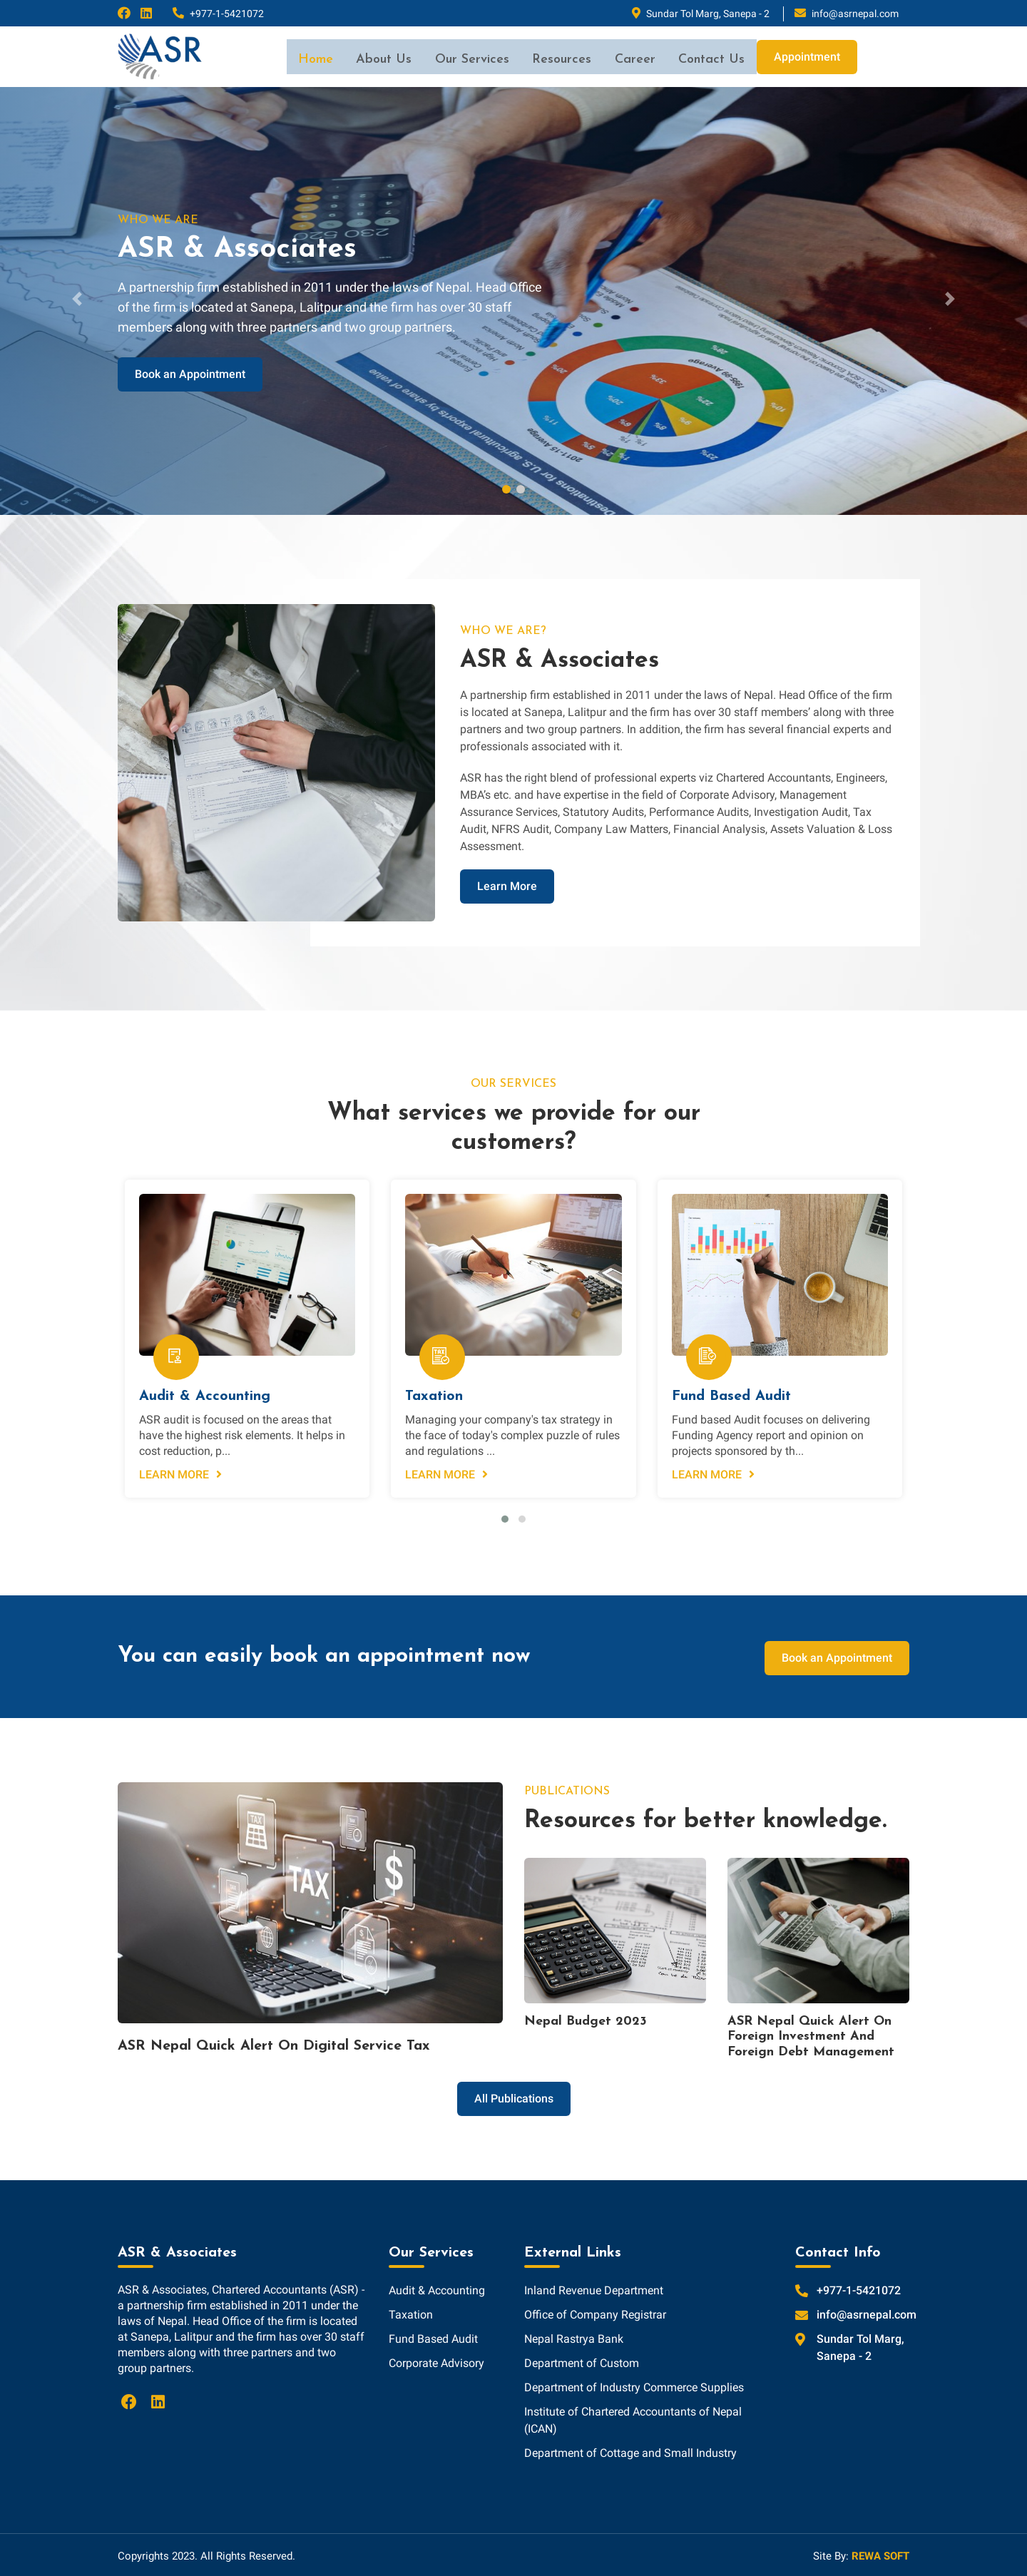 +977-1-5421072
Sundar Tol Marg, Sanepa - 2
info@asrnepal.com
ASR
Home
About Us
Our Services
Resources
Career
Contact Us
Appointment
WHO WE ARE
ASR & Associates
A partnership firm established in 2011 under the laws of Nepal. Head Office
of the firm is located at Sanepa, Lalitpur and the firm has over 30 staff
members along with three partners and two group partners.
Book an Appointment
WHO WE ARE?
ASR & Associates
A partnership firm established in 2011 under the laws of Nepal. Head Office of the firm
is located at Sanepa, Lalitpur and the firm has over 30 staff members’ along with three
partners and two group partners. In addition, the firm has several financial experts and
professionals associated with it.
ASR has the right blend of professional experts viz Chartered Accountants, Engineers,
MBA’s etc. and have expertise in the field of Corporate Advisory, Management
Assurance Services, Statutory Audits, Performance Audits, Investigation Audit, Tax
Audit, NFRS Audit, Company Law Matters, Financial Analysis, Assets Valuation & Loss
Assessment.
Learn More
OUR SERVICES
What services we provide for our
customers?
Audit & Accounting
ASR audit is focused on the areas that
have the highest risk elements. It helps in
cost reduction, p...
LEARN MORE
Taxation
Managing your company's tax strategy in
the face of today's complex puzzle of rules
and regulations ...
LEARN MORE
Fund Based Audit
Fund based Audit focuses on delivering
Funding Agency report and opinion on
projects sponsored by th...
LEARN MORE
You can easily book an appointment now
Book an Appointment
TAX
TAX
$
ASR Nepal Quick Alert On Digital Service Tax
PUBLICATIONS
Resources for better knowledge.
Nepal Budget 2023
ASR Nepal Quick Alert On
Foreign Investment And
Foreign Debt Management
All Publications
ASR & Associates
ASR & Associates, Chartered Accountants (ASR) -
a partnership firm established in 2011 under the
laws of Nepal. Head Office of the firm is located
at Sanepa, Lalitpur and the firm has over 30 staff
members along with three partners and two
group partners.
Our Services
Audit & Accounting
Taxation
Fund Based Audit
Corporate Advisory
External Links
Inland Revenue Department
Office of Company Registrar
Nepal Rastrya Bank
Department of Custom
Department of Industry Commerce Supplies
Institute of Chartered Accountants of Nepal
(ICAN)
Department of Cottage and Small Industry
Contact Info
+977-1-5421072
info@asrnepal.com
Sundar Tol Marg,
Sanepa - 2
Copyrights 2023. All Rights Reserved.
Site By: REWA SOFT